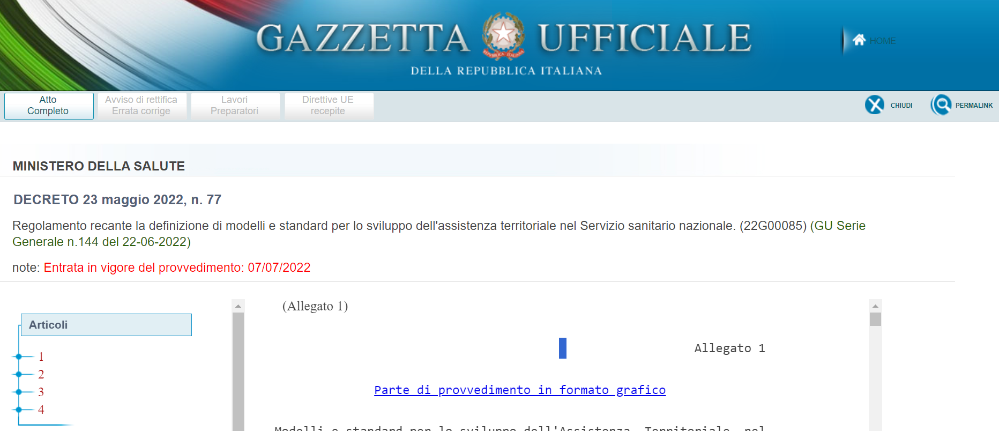 GAZZETTA UFFICIALE
REPVBBLICA ITALIANA
DELLA REPUBBLICA ITALIANA
HOME
Atto
Completo
Avviso di rettifica
Errata corrige
Lavori
Preparatori
Direttive UE
recepite
CHIUDI
PERMALINK
MINISTERO DELLA SALUTE
DECRETO 23 maggio 2022, n. 77
Regolamento recante la definizione di modelli e standard per lo sviluppo dell'assistenza territoriale nel Servizio sanitario nazionale. (22G00085) (GU Serie
Generale n.144 del 22-06-2022)
note: Entrata in vigore del provvedimento: 07/07/2022
Articoli
1
2
3
4
(Allegato 1)
Allegato 1
Parte di provvedimento in formato grafico
Modelli e standard per lo sviluppo dell'Assistenza Territoriale nel